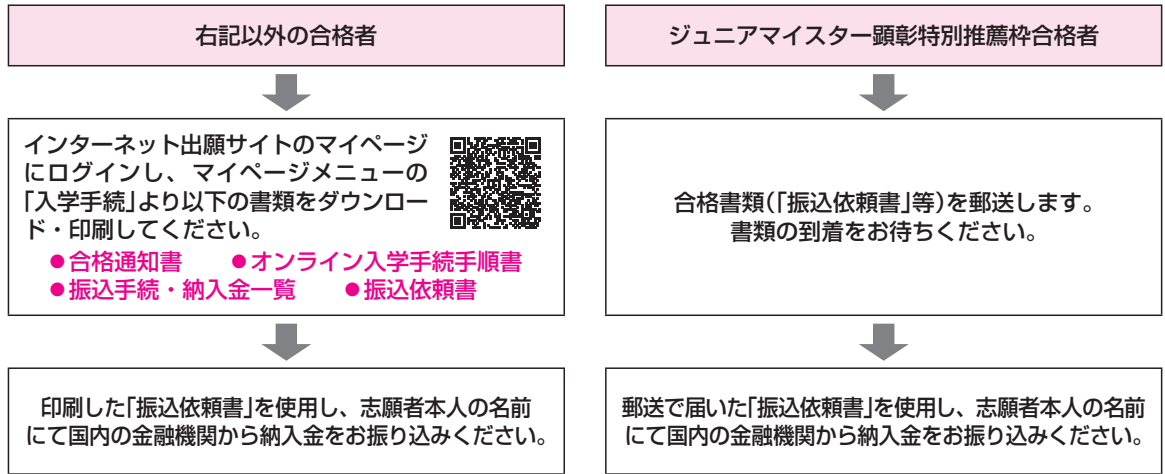 右記以外の合格者
インターネット出願サイトのマイページ
にログインし、マイページメニューの
「入学手続」より以下の書類をダウンロー
ド・印刷してください。
●合格通知書　●オンライン入学手続手順書
●振込手続・納入金一覧　●振込依頼書
印刷した「振込依頼書」を使用し、志願者本人の名前
にて国内の金融機関から納入金をお振り込みください。
ジュニアマイスター顕彰特別推薦枠合格者
合格書類（「振込依頼書」等）を郵送します。
書類の到着をお待ちください。
郵送で届いた「振込依頼書」を使用し、志願者本人の名前
にて国内の金融機関から納入金をお振り込みください。